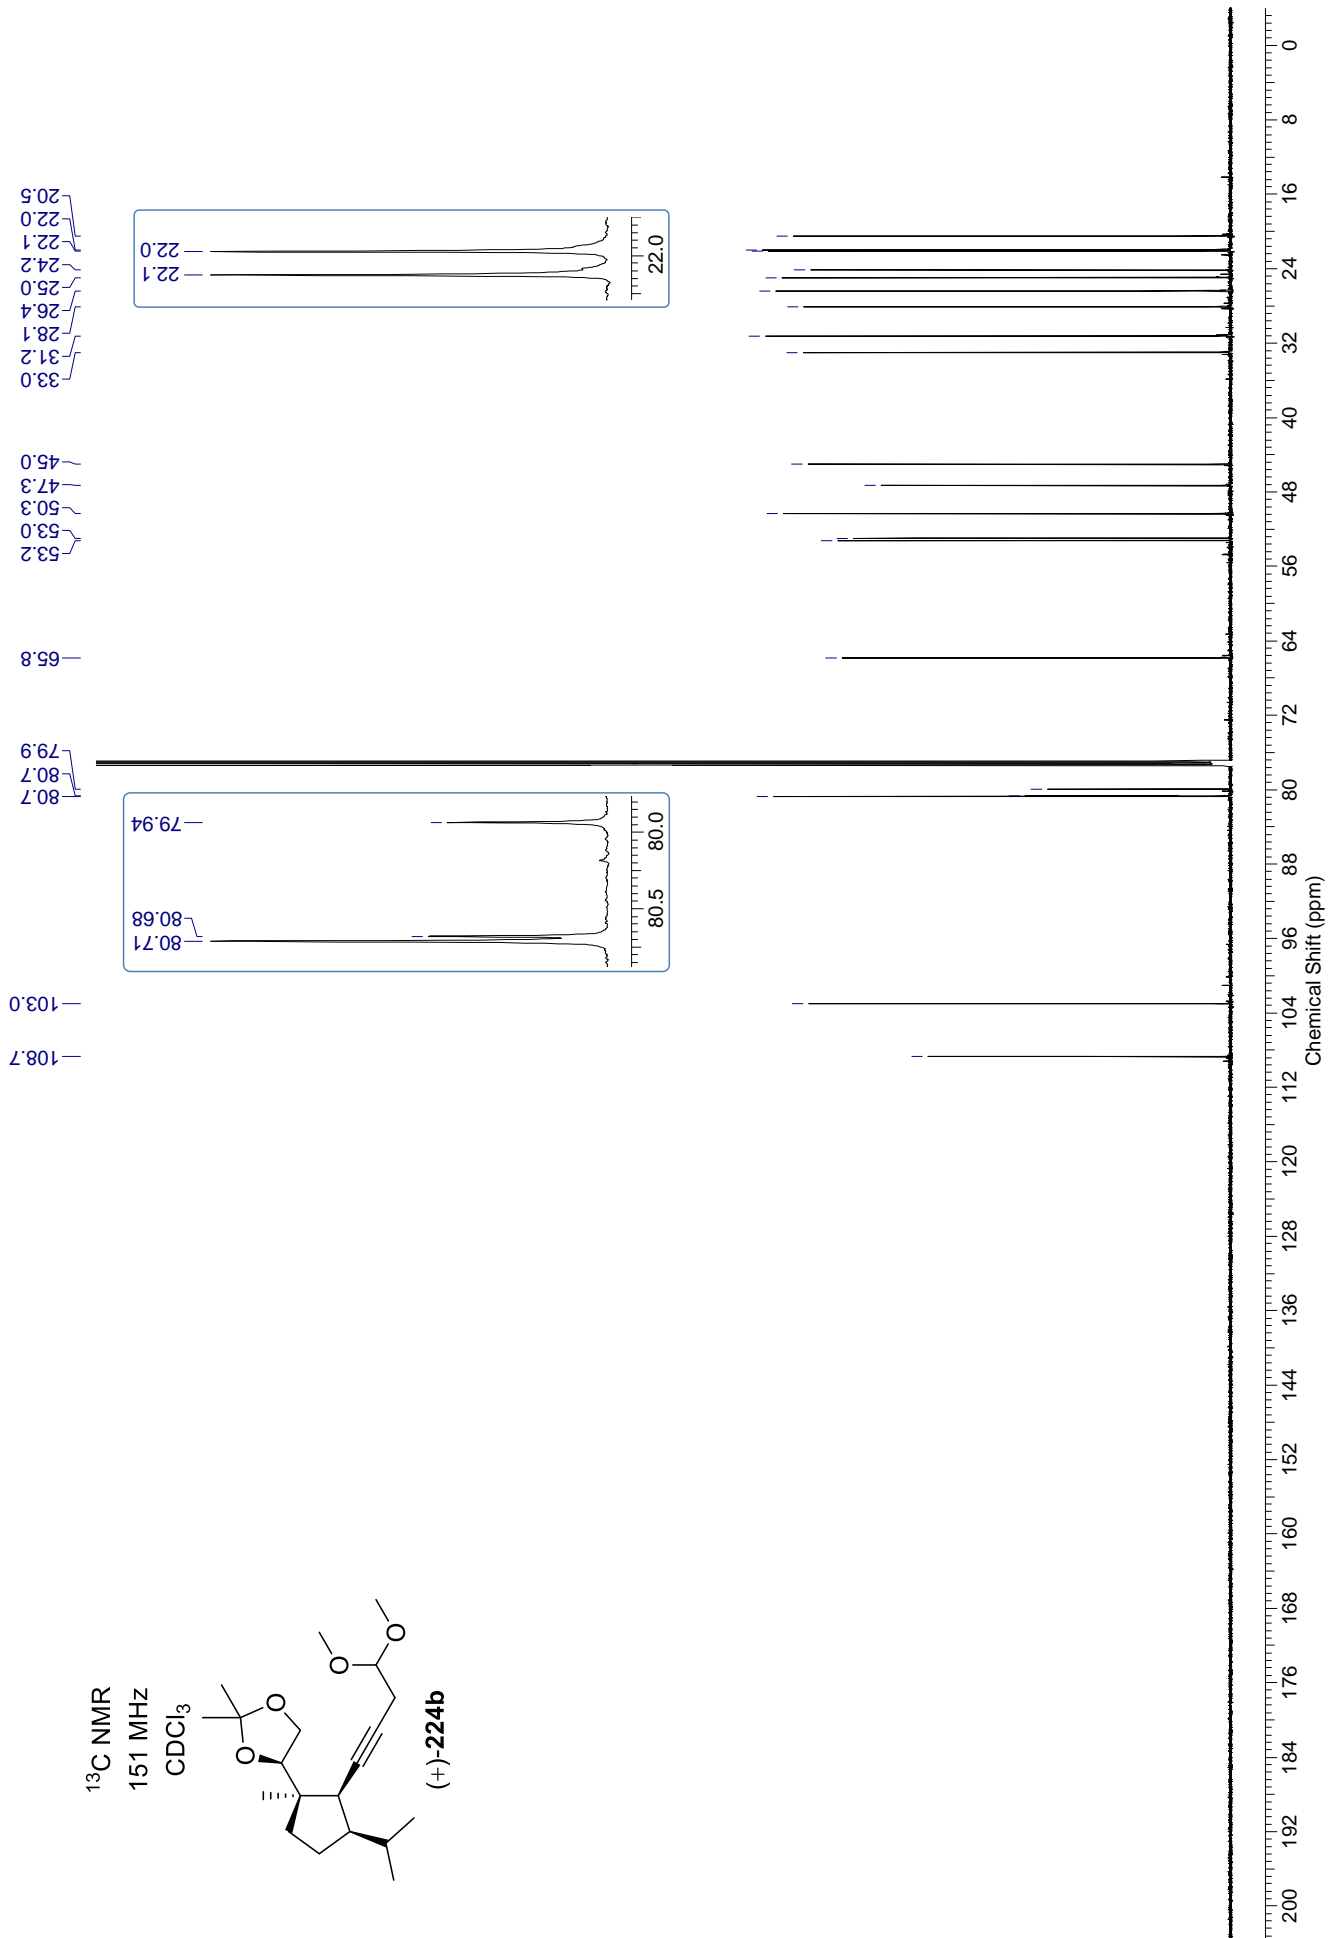 ¹³C NMR
151 MHz
CDCl₃
O
O
O
O
(+)-224b
108.7
103.0
80.7
80.7
79.9
65.8
53.2
53.0
50.3
47.3
45.0
33.0
31.2
28.1
26.4
25.0
24.2
22.1
22.0
20.5
80.71
80.68
79.94
80.5 80.0
22.1
22.0
22.0
200 192 184 176 168 160 152 144 136 128 120 112 104 96 88 80 72 64 56 48 40 32 24 16 8 0
Chemical Shift (ppm)